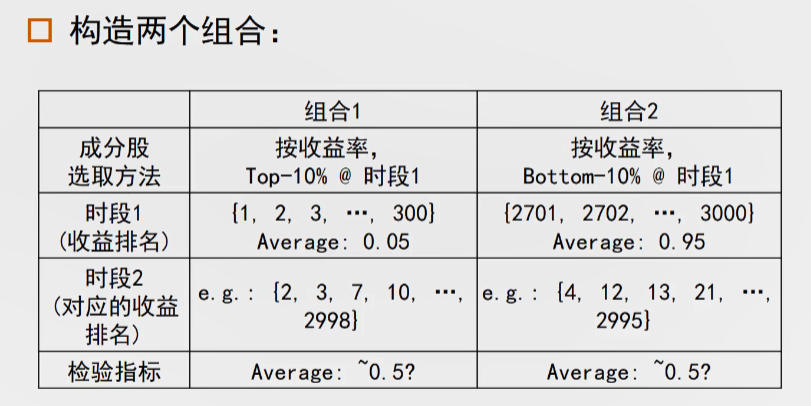 构造两个组合：
组合1 组合2
成分股
选取方法
按收益率，
Top-10% @ 时段1
按收益率，
Bottom-10% @ 时段1
时段1
（收益排名）
{1, 2, 3, …, 300}
Average: 0.05
{2701, 2702, …, 3000}
Average: 0.95
时段2
（对应的收益
排名）
e.g.: {2, 3, 7, 10, …,
2998}
e.g.: {4, 12, 13, 21, …,
2995}
检验指标
Average: ~0.5?
Average: ~0.5?